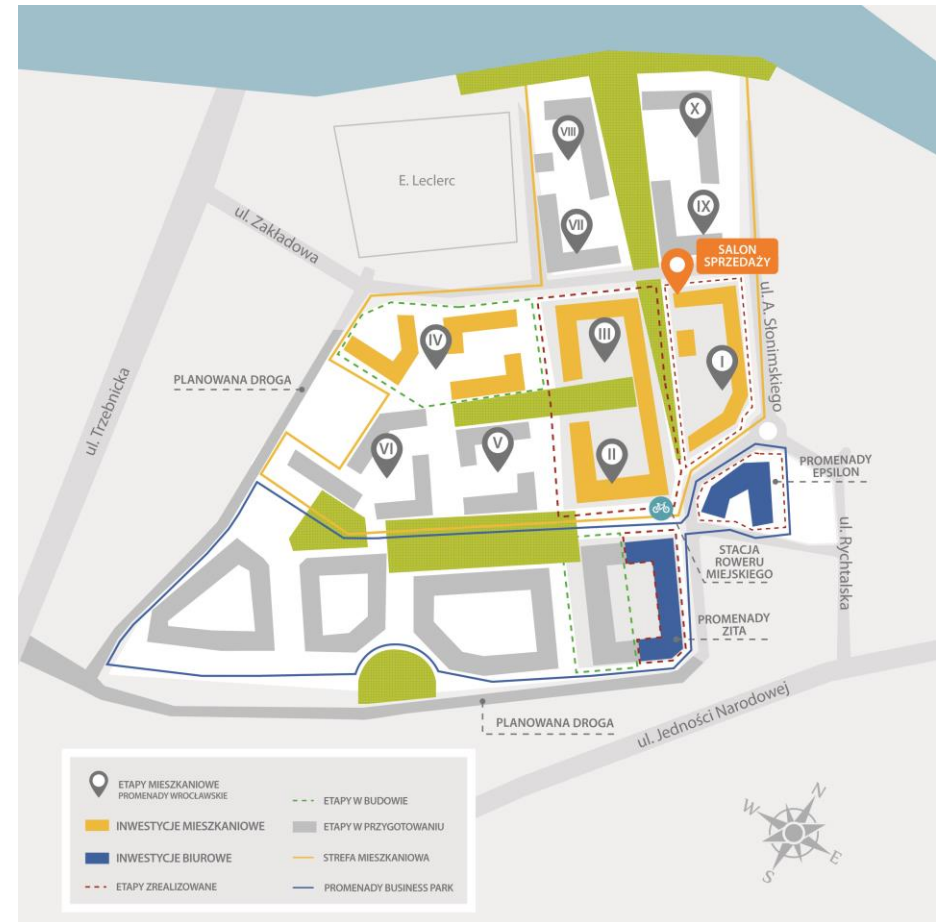 X
VIII
E. Leclerc
IX
VII
ul. Zakładowa
SALON
SPRZEDAŻY
ul. A. Słonimskiego
III
IV
I
PLANOWANA DROGA
ul. Trzebnicka
V
VI
II
PROMENADY
EPSILON
ul. Rychtalska
STACJA
ROWERU
MIEJSKIEGO
PROMENADY
ZITA
PLANOWANA DROGA
ul. Jedności Narodowej
ETAPY MIESZKANIOWE
PROMENADY WROCŁAWSKIE
INWESTYCJE MIESZKANIOWE
INWESTYCJE BIUROWE
ETAPY ZREALIZOWANE
ETAPY W BUDOWIE
ETAPY W PRZYGOTOWANIU
STREFA MIESZKANIOWA
PROMENADY BUSINESS PARK
N
W
E
S